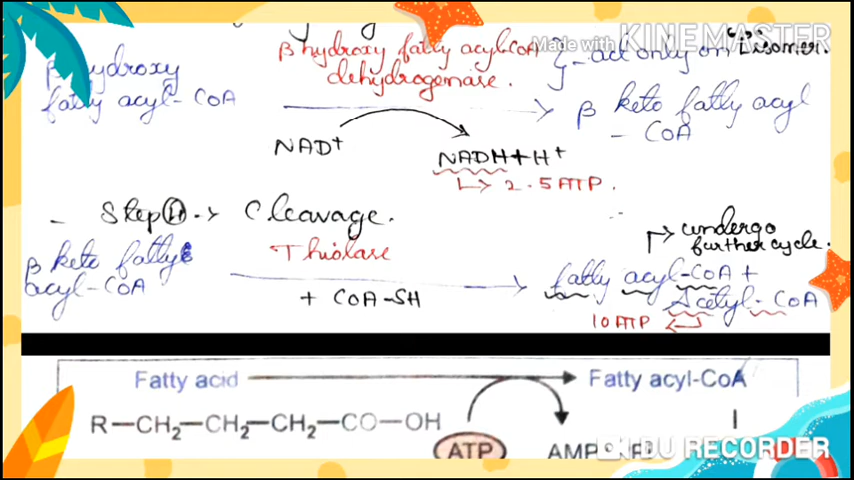 Made with KINEMASTER
β hydroxy fatty acyl-CoA
dehydrogenase.
}- act only on L isomer.
hydroxy
fatty acyl-CoA
β keto fatty acyl
- CoA
NAD+
NADH+H+
↳ 2.5 ATP.
- Step → Cleavage.
→ undergo
further cycle.
β keto fatty
acyl-CoA
Thiolase
+ CoA-SH
fatty acyl-CoA +
Acetyl-CoA
10 ATP
Fatty acid
Fatty acyl-CoA
R—CH₂—CH₂—CH₂—CO—OH
ATP
AMP
DU RECORDER